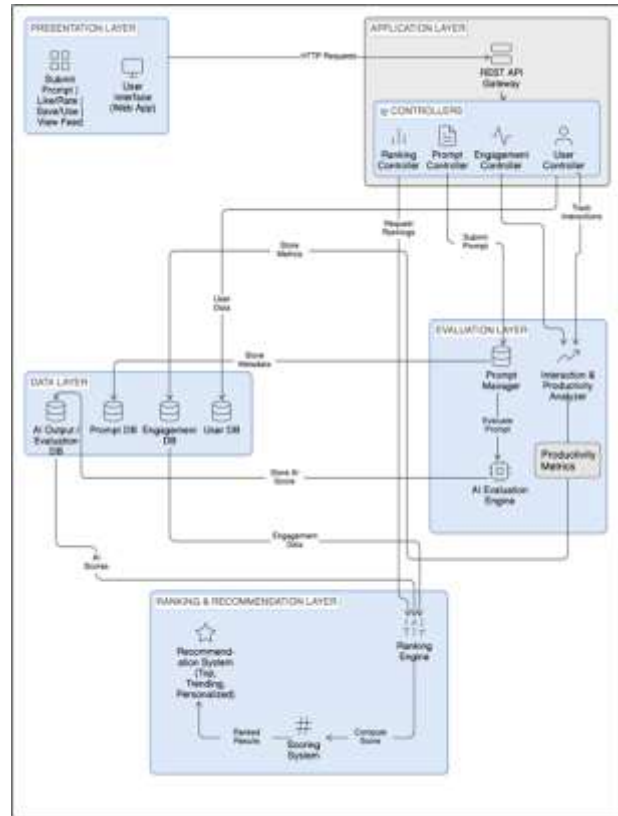 PRESENTATION LAYER
Submit
Prompt |
Like/Rate |
Save/Use |
View Feed
User
Interface
(Web App)
HTTP Requests
APPLICATION LAYER
REST API
Gateway
CONTROLLERS
Ranking
Controller
Prompt
Controller
Engagement
Controller
User
Controller
Request
Rankings
Submit
Prompt
Track
Interactions
Store
Metrics
User
Data
Store
Metadata
EVALUATION LAYER
Prompt
Manager
Interaction &
Productivity
Analyzer
Evaluate
Prompt
AI Evaluation
Engine
Productivity
Metrics
DATA LAYER
AI Output /
Evaluation
DB
Prompt DB
Engagement
DB
User DB
Store AI
Score
Engagement
Data
AI
Scores
RANKING & RECOMMENDATION LAYER
Recommend-
ation System
(Top,
Trending,
Personalized)
Ranking
Engine
Ranked
Results
Scoring
System
Compute
Score